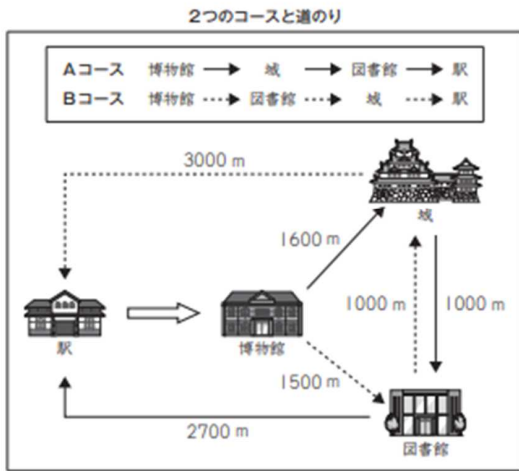 2つのコースと道のり
Aコース 博物館 → 城 → 図書館 → 駅
Bコース 博物館 → 図書館 → 城 → 駅
3000 m
城
1600 m
1000 m
1000 m
駅
博物館
1500 m
2700 m
図書館